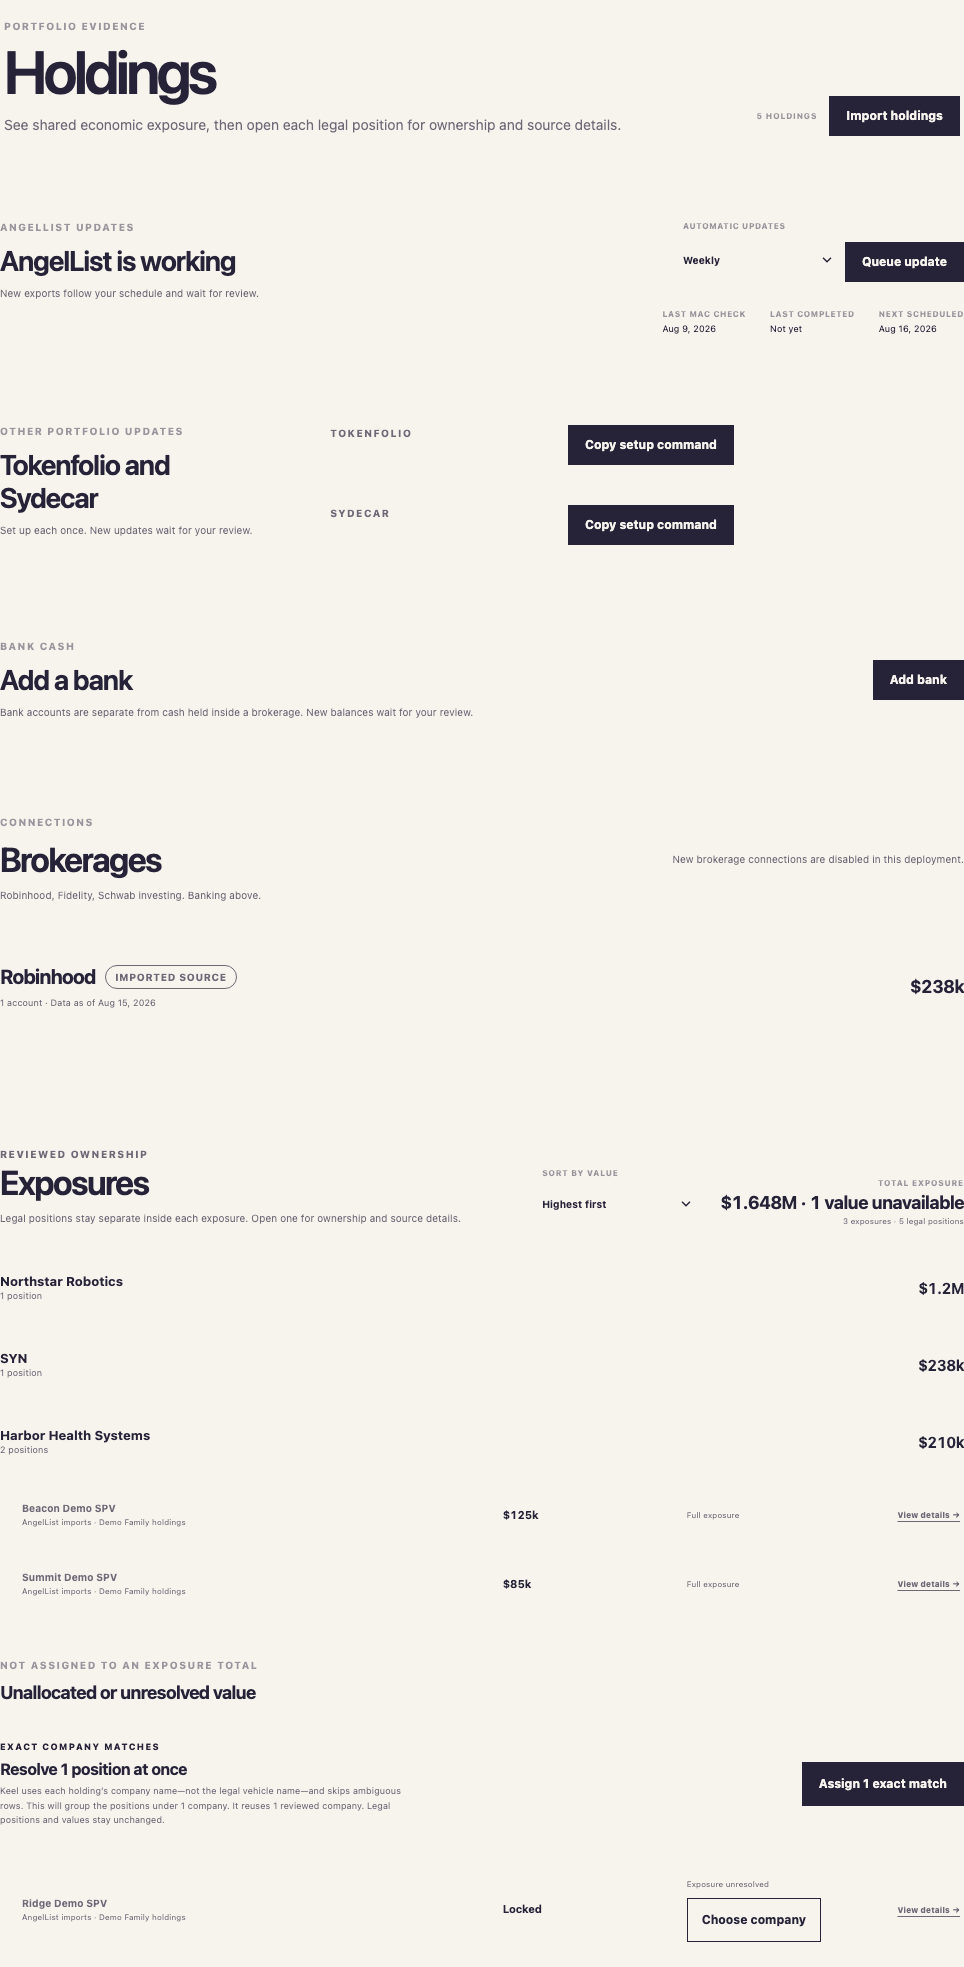 PORTFOLIO EVIDENCE
Holdings
See shared economic exposure, then open each legal position for ownership and source details.
5 HOLDINGS
Import holdings
ANGELLIST UPDATES
AngelList is working
New exports follow your schedule and wait for review.
AUTOMATIC UPDATES
Weekly
Queue update
LAST MAC CHECK
Aug 9, 2026
LAST COMPLETED
Not yet
NEXT SCHEDULED
Aug 16, 2026
OTHER PORTFOLIO UPDATES
Tokenfolio and
Sydecar
Set up each once. New updates wait for your review.
TOKENFOLIO
Copy setup command
SYDECAR
Copy setup command
BANK CASH
Add a bank
Bank accounts are separate from cash held inside a brokerage. New balances wait for your review.
Add bank
CONNECTIONS
Brokerages
Robinhood, Fidelity, Schwab investing. Banking above.
New brokerage connections are disabled in this deployment.
Robinhood
IMPORTED SOURCE
1 account · Data as of Aug 15, 2026
$238k
REVIEWED OWNERSHIP
Exposures
Legal positions stay separate inside each exposure. Open one for ownership and source details.
SORT BY VALUE
Highest first
TOTAL EXPOSURE
$1.648M · 1 value unavailable
3 exposures · 5 legal positions
Northstar Robotics
1 position
$1.2M
SYN
1 position
$238k
Harbor Health Systems
2 positions
$210k
Beacon Demo SPV
AngelList imports · Demo Family holdings
$125k
Full exposure
View details →
Summit Demo SPV
AngelList imports · Demo Family holdings
$85k
Full exposure
View details →
NOT ASSIGNED TO AN EXPOSURE TOTAL
Unallocated or unresolved value
EXACT COMPANY MATCHES
Resolve 1 position at once
Keel uses each holding's company name—not the legal vehicle name—and skips ambiguous
rows. This will group the positions under 1 company. It reuses 1 reviewed company. Legal
positions and values stay unchanged.
Assign 1 exact match
Ridge Demo SPV
AngelList imports · Demo Family holdings
Locked
Exposure unresolved
Choose company
View details →